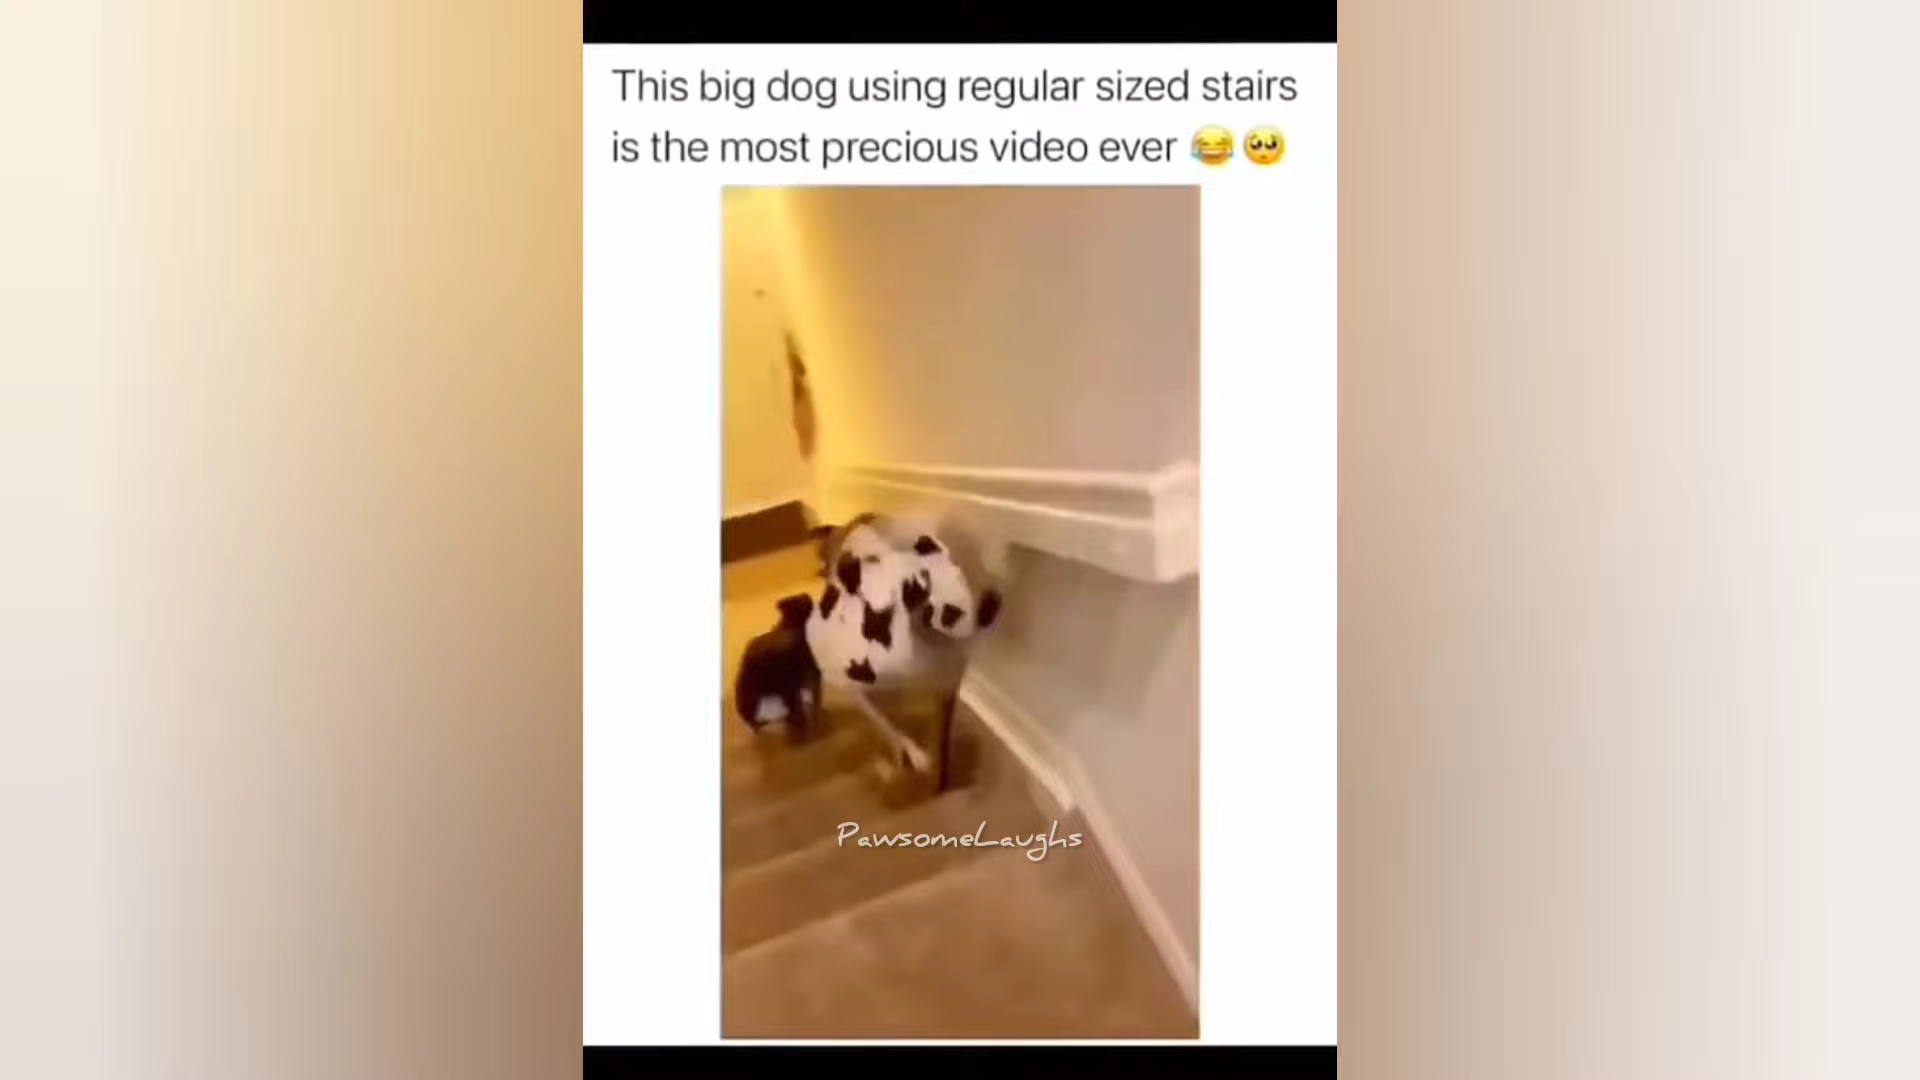 This big dog using regular sized stairs
is the most precious video ever 😂🥺
PawsomeLaughs